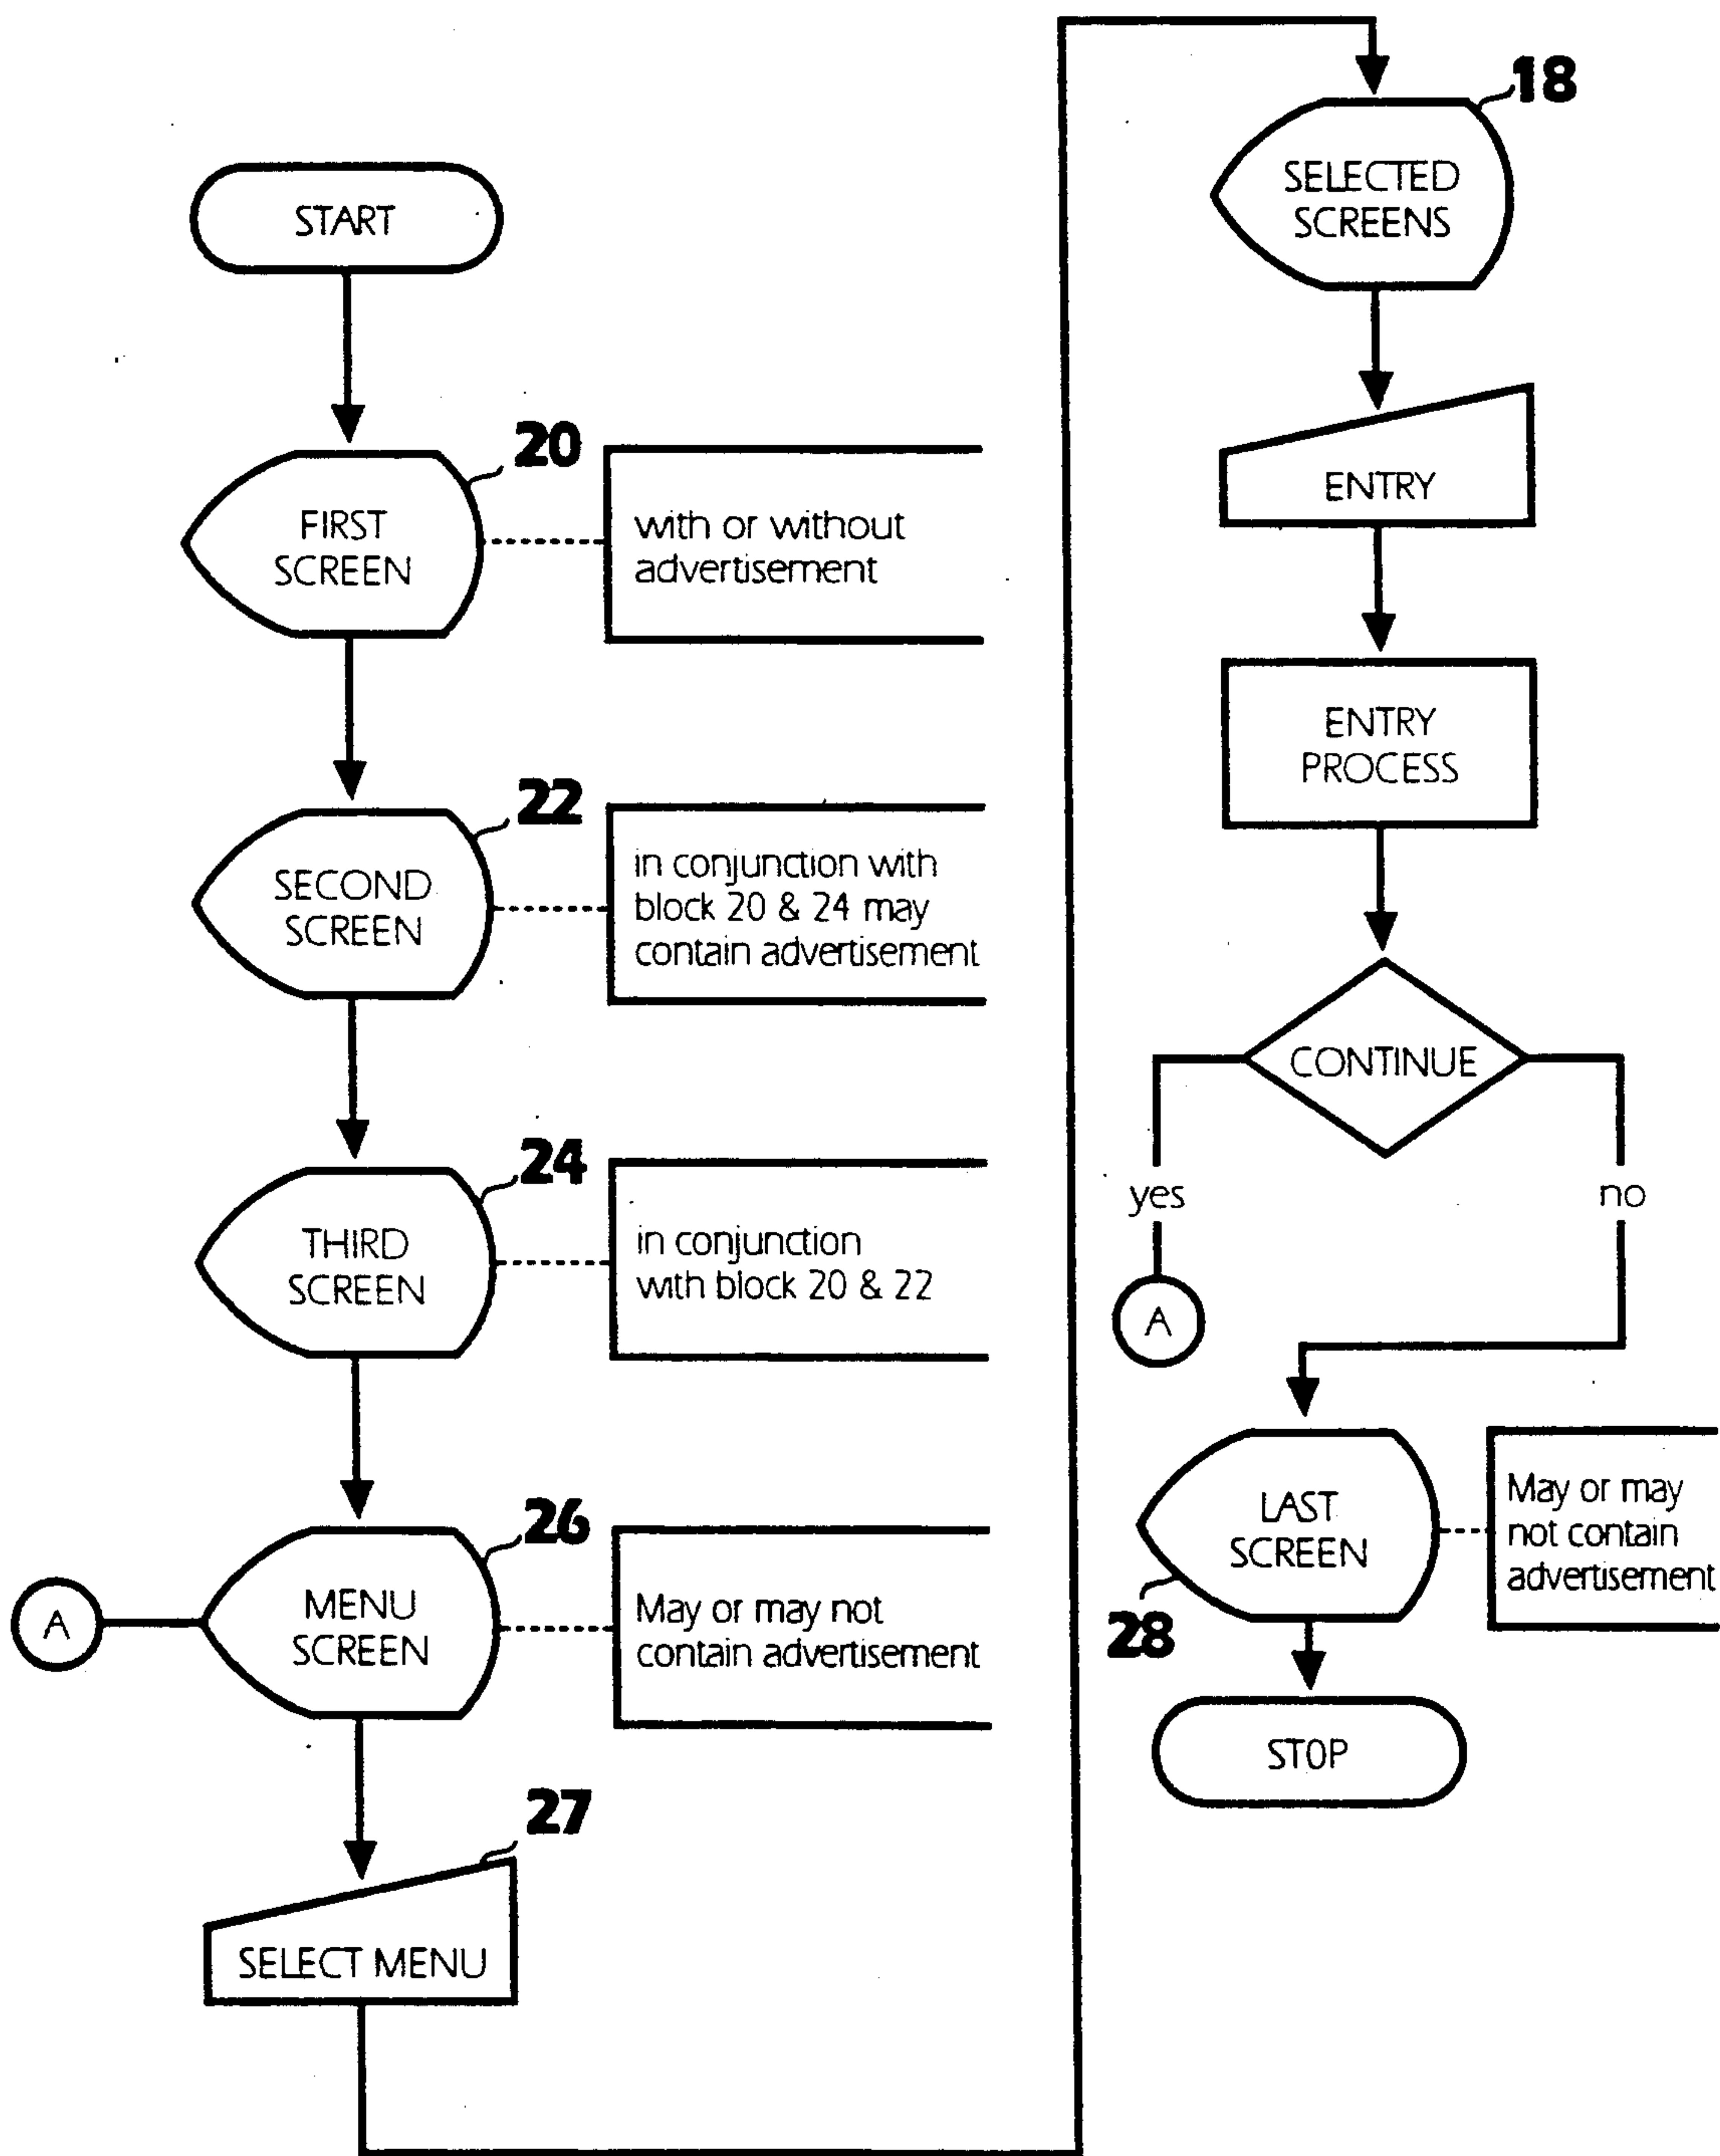 START
20
FIRST
SCREEN
with or without
advertisement
22
SECOND
SCREEN
in conjunction with
block 20 & 24 may
contain advertisement
24
THIRD
SCREEN
in conjunction
with block 20 & 22
26
A
MENU
SCREEN
May or may not
contain advertisement
27
SELECT MENU
18
SELECTED
SCREENS
ENTRY
ENTRY
PROCESS
CONTINUE
yes
no
A
LAST
SCREEN
28
May or may
not contain
advertisement
STOP